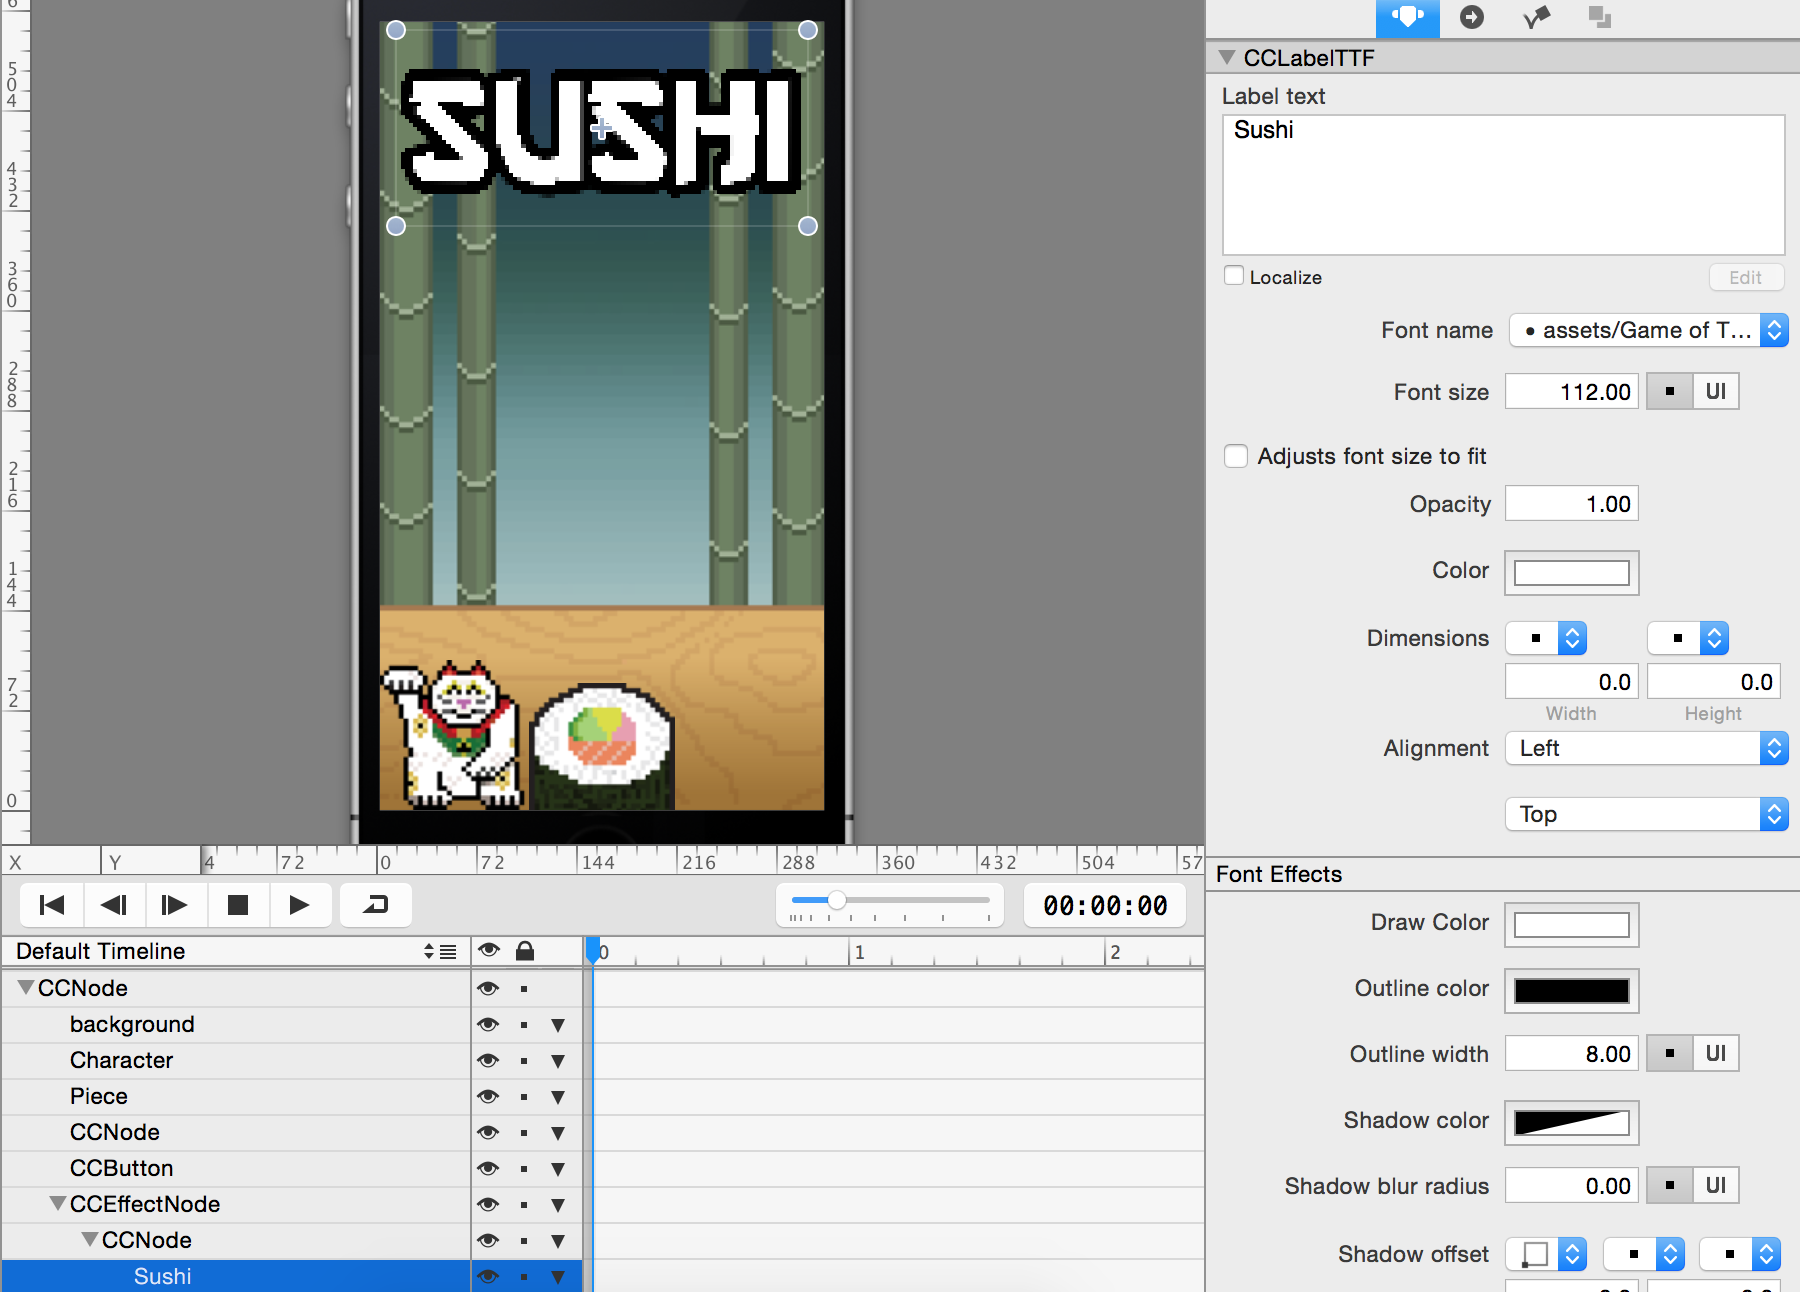 SUSHI
6
504
432
360
288
216
144
72
0
X Y 4 72 0 72 144 216 288 360 432 504 57
00:00:00
Default Timeline 0 1 2
CCNode
background
Character
Piece
CCNode
CCButton
CCEffectNode
CCNode
Sushi
CCLabelTTF
Label text
Sushi
Localize Edit
Font name • assets/Game of T...
Font size 112.00 UI
Adjusts font size to fit
Opacity 1.00
Color
Dimensions
0.0 0.0
Width Height
Alignment Left
Top
Font Effects
Draw Color
Outline color
Outline width 8.00 UI
Shadow color
Shadow blur radius 0.00 UI
Shadow offset